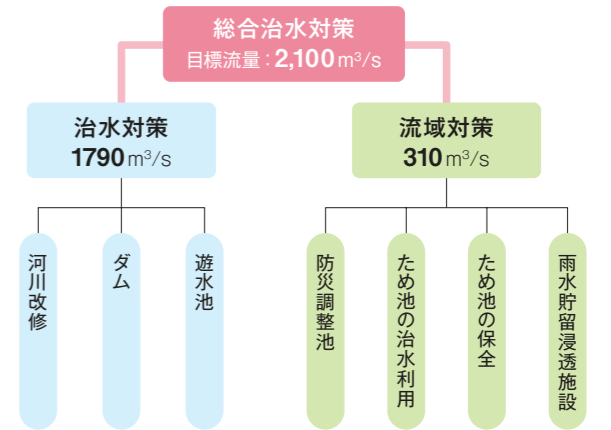 総合治水対策
目標流量：2,100m³/s
治水対策
1790m³/s
流域対策
310m³/s
河川改修
ダム
遊水池
防災調整池
ため池の治水利用
ため池の保全
雨水貯留浸透施設